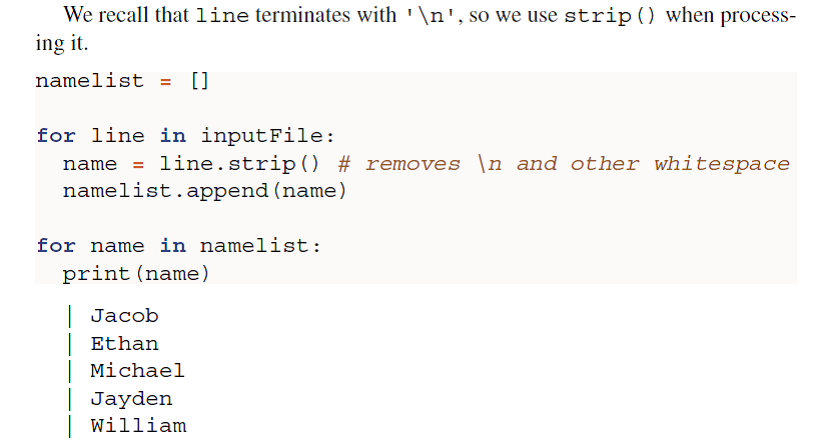 We recall that line terminates with '\n', so we use strip() when process-
ing it.
namelist = []
for line in inputFile:
  name = line.strip() # removes \n and other whitespace
  namelist.append(name)
for name in namelist:
  print(name)
| Jacob
| Ethan
| Michael
| Jayden
| William